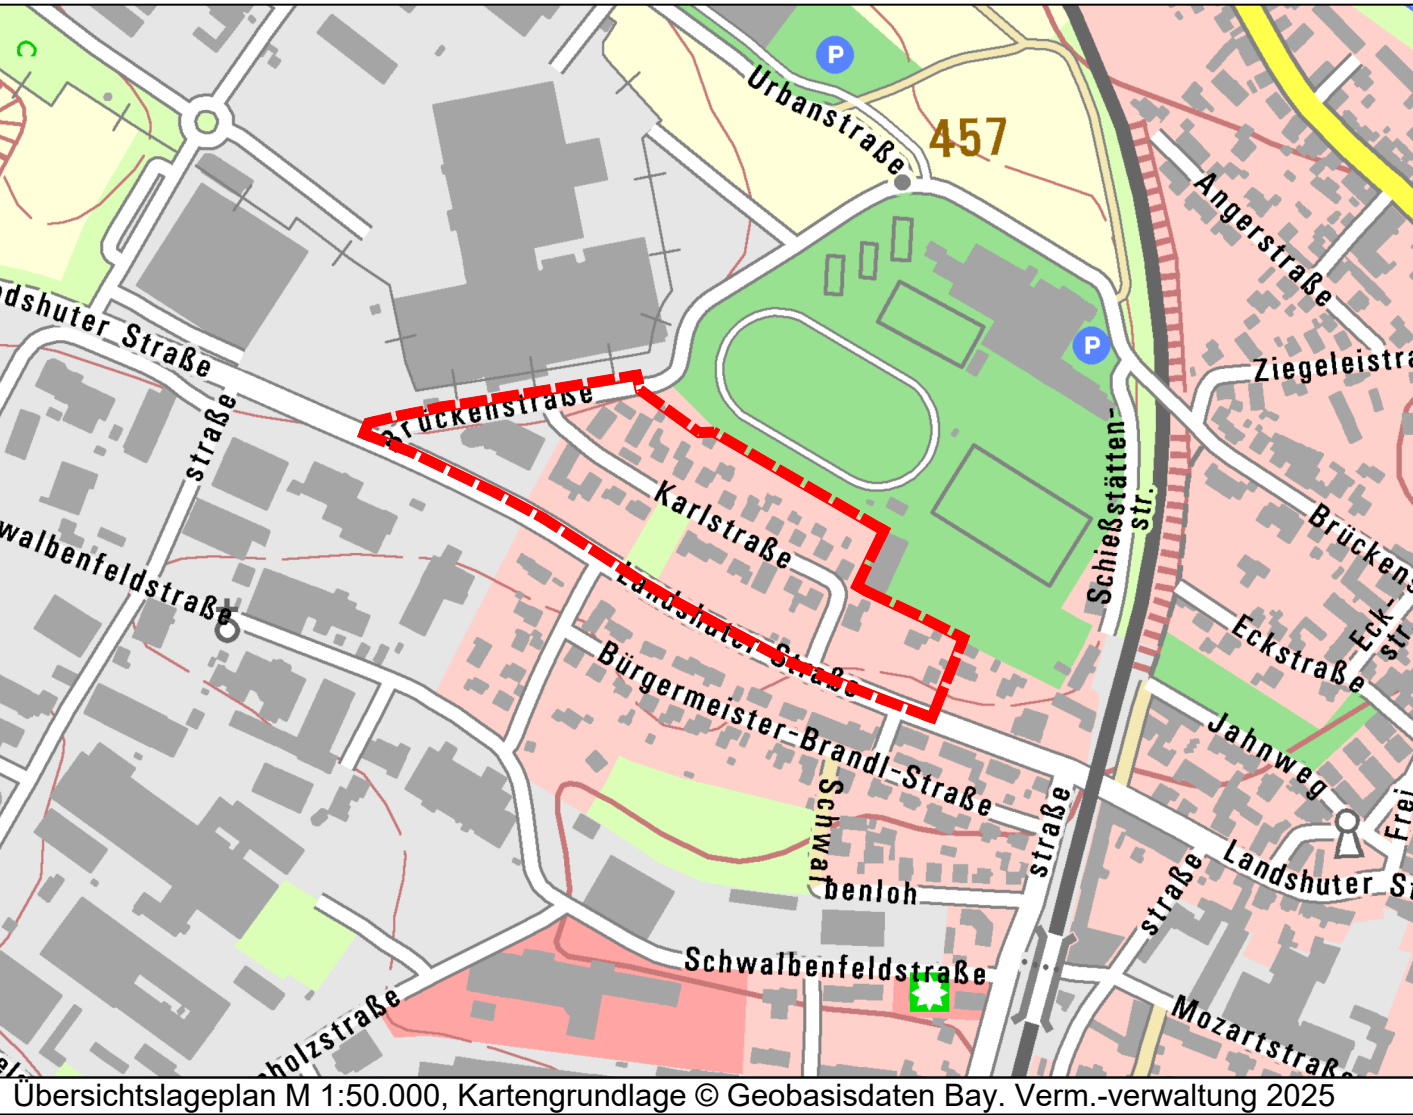 P
Urbanstraße
457
Angerstraße
dshuter Straße
Ziegeleistra
Brückenstraße
straße
Karlstraße
Schießstätten-
str.
Brückens
walbenfeldstraße
Landshuter Straße
Eck-
str
Eckstraße
Bürgermeister-Brandl-Straße
Jahnweg
Schwal
benloh
straße
Frei
Landshuter St
straße
Schwalbenfeldstraße
holzstraße
Mozartstraße
P
Übersichtslageplan M 1:50.000, Kartengrundlage © Geobasisdaten Bay. Verm.-verwaltung 2025